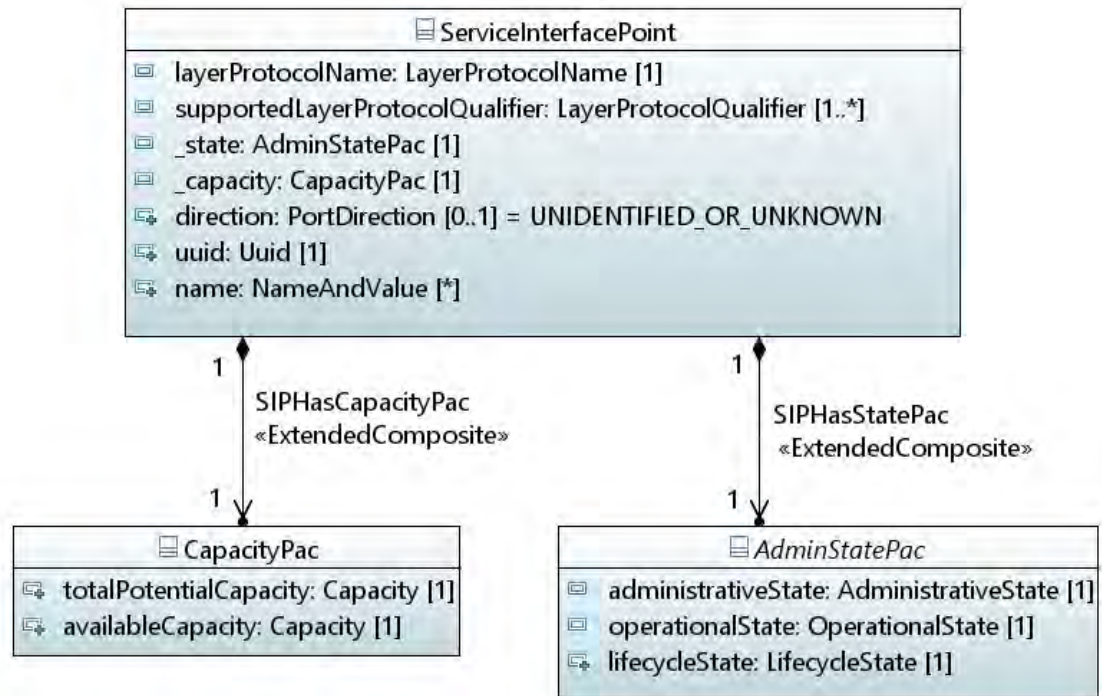 ServiceInterfacePoint
layerProtocolName: LayerProtocolName [1]
supportedLayerProtocolQualifier: LayerProtocolQualifier [1..*]
_state: AdminStatePac [1]
_capacity: CapacityPac [1]
direction: PortDirection [0..1] = UNIDENTIFIED_OR_UNKNOWN
uuid: Uuid [1]
name: NameAndValue [*]
1
SIPHasCapacityPac
«ExtendedComposite»
1
1
SIPHasStatePac
«ExtendedComposite»
1
CapacityPac
totalPotentialCapacity: Capacity [1]
availableCapacity: Capacity [1]
AdminStatePac
administrativeState: AdministrativeState [1]
operationalState: OperationalState [1]
lifecycleState: LifecycleState [1]